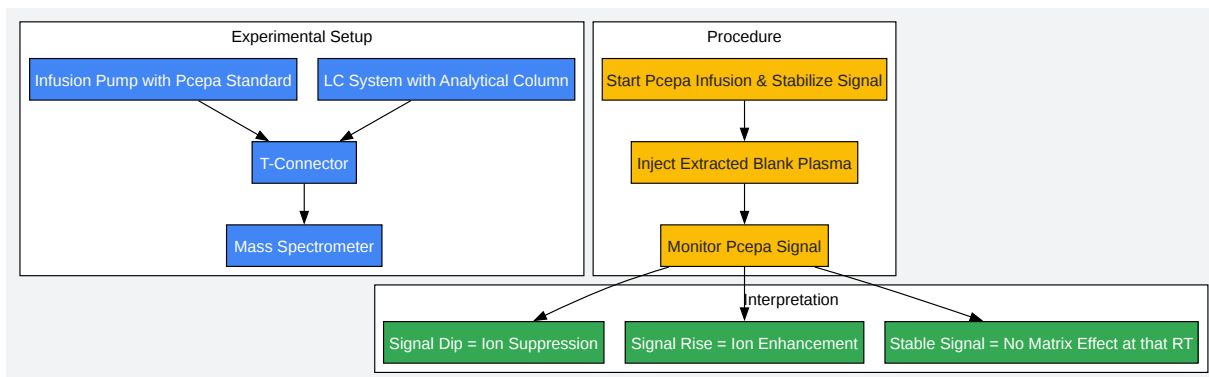 Experimental Setup
Infusion Pump with Pcepa Standard
LC System with Analytical Column
T-Connector
Mass Spectrometer
Procedure
Start Pcepa Infusion & Stabilize Signal
Inject Extracted Blank Plasma
Monitor Pcepa Signal
Interpretation
Signal Dip = Ion Suppression
Signal Rise = Ion Enhancement
Stable Signal = No Matrix Effect at that RT